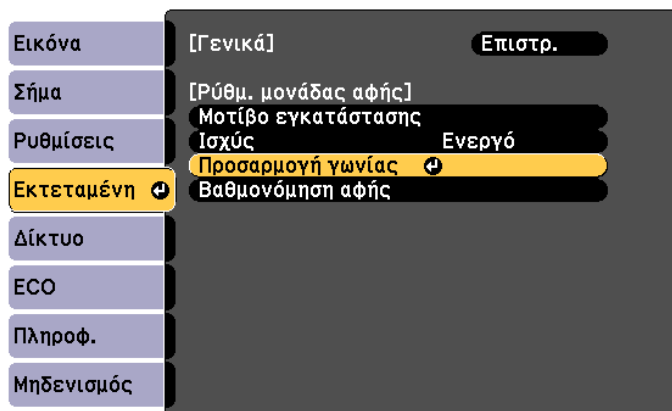 Εικόνα
Σήμα
Ρυθμίσεις
Εκτεταμένη
Δίκτυο
ECO
Πληροφ.
Μηδενισμός
[Γενικά] Επιστρ.
[Ρύθμ. μονάδας αφής]
Μοτίβο εγκατάστασης
Ισχύς Ενεργό
Προσαρμογή γωνίας
Βαθμονόμηση αφής